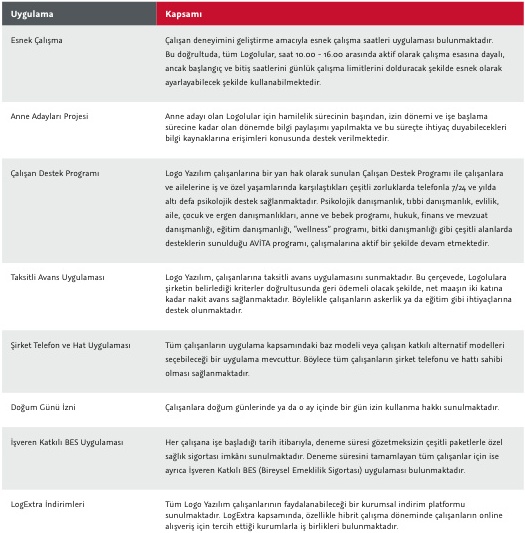 Uygulama
Kapsamı
Esnek Çalışma
Çalışan deneyimini geliştirme amacıyla esnek çalışma saatleri uygulaması bulunmaktadır.
Bu doğrultuda, tüm Logolular, saat 10.00 - 16.00 arasında aktif olarak çalışma esasına dayalı,
ancak başlangıç ve bitiş saatlerini günlük çalışma limitlerini dolduracak şekilde esnek olarak
ayarlayabilecek şekilde kullanabilmektedir.
Anne Adayları Projesi
Anne adayı olan Logolular için hamilelik sürecinin başından, izin dönemi ve işe başlama
sürecine kadar olan dönemde bilgi paylaşımı yapılmakta ve bu süreçte ihtiyaç duyabilecekleri
bilgi kaynaklarına erişimleri konusunda destek verilmektedir.
Çalışan Destek Programı
Logo Yazılım çalışanlarına bir yan hak olarak sunulan Çalışan Destek Programı ile çalışanlara
ve ailelerine iş ve özel yaşamlarında karşılaştıkları çeşitli zorluklarda telefonla 7/24 ve yılda
altı defa psikolojik destek sağlanmaktadır. Psikolojik danışmanlık, tıbbi danışmanlık, evlilik,
aile, çocuk ve ergen danışmanlıkları, anne ve bebek programı, hukuk, finans ve mevzuat
danışmanlığı, eğitim danışmanlığı, "wellness" programı, bitki danışmanlığı gibi çeşitli alanlarda
desteklerin sunulduğu AVİTA programı, çalışmalarına aktif bir şekilde devam etmektedir.
Taksitli Avans Uygulaması
Logo Yazılım, çalışanlarına taksitli avans uygulamasını sunmaktadır. Bu çerçevede, Logolulara
şirketin belirlediği kriterler doğrultusunda geri ödemeli olacak şekilde, net maaşın iki katına
kadar nakit avans sağlanmaktadır. Böylelikle çalışanların askerlik ya da eğitim gibi ihtiyaçlarına
destek olunmaktadır.
Şirket Telefon ve Hat Uygulaması
Tüm çalışanların uygulama kapsamındaki baz modeli veya çalışan katkılı alternatif modelleri
seçebileceği bir uygulama mevcuttur. Böylece tüm çalışanların şirket telefonu ve hattı sahibi
olması sağlanmaktadır.
Doğum Günü İzni
Çalışanlara doğum günlerinde ya da o ay içinde bir gün izin kullanma hakkı sunulmaktadır.
İşveren Katkılı BES Uygulaması
Her çalışana işe başladığı tarih itibarıyla, deneme süresi gözetmeksizin çeşitli paketlerle özel
sağlık sigortası imkânı sunulmaktadır. Deneme süresini tamamlayan tüm çalışanlar için ise
ayrıca İşveren Katkılı BES (Bireysel Emeklilik Sigortası) uygulaması bulunmaktadır.
LogExtra İndirimleri
Tüm Logo Yazılım çalışanlarının faydalanabileceği bir kurumsal indirim platformu
sunulmaktadır. LogExtra kapsamında, özellikle hibrit çalışma döneminde çalışanların online
alışveriş için tercih ettiği kurumlarla iş birlikleri bulunmaktadır.